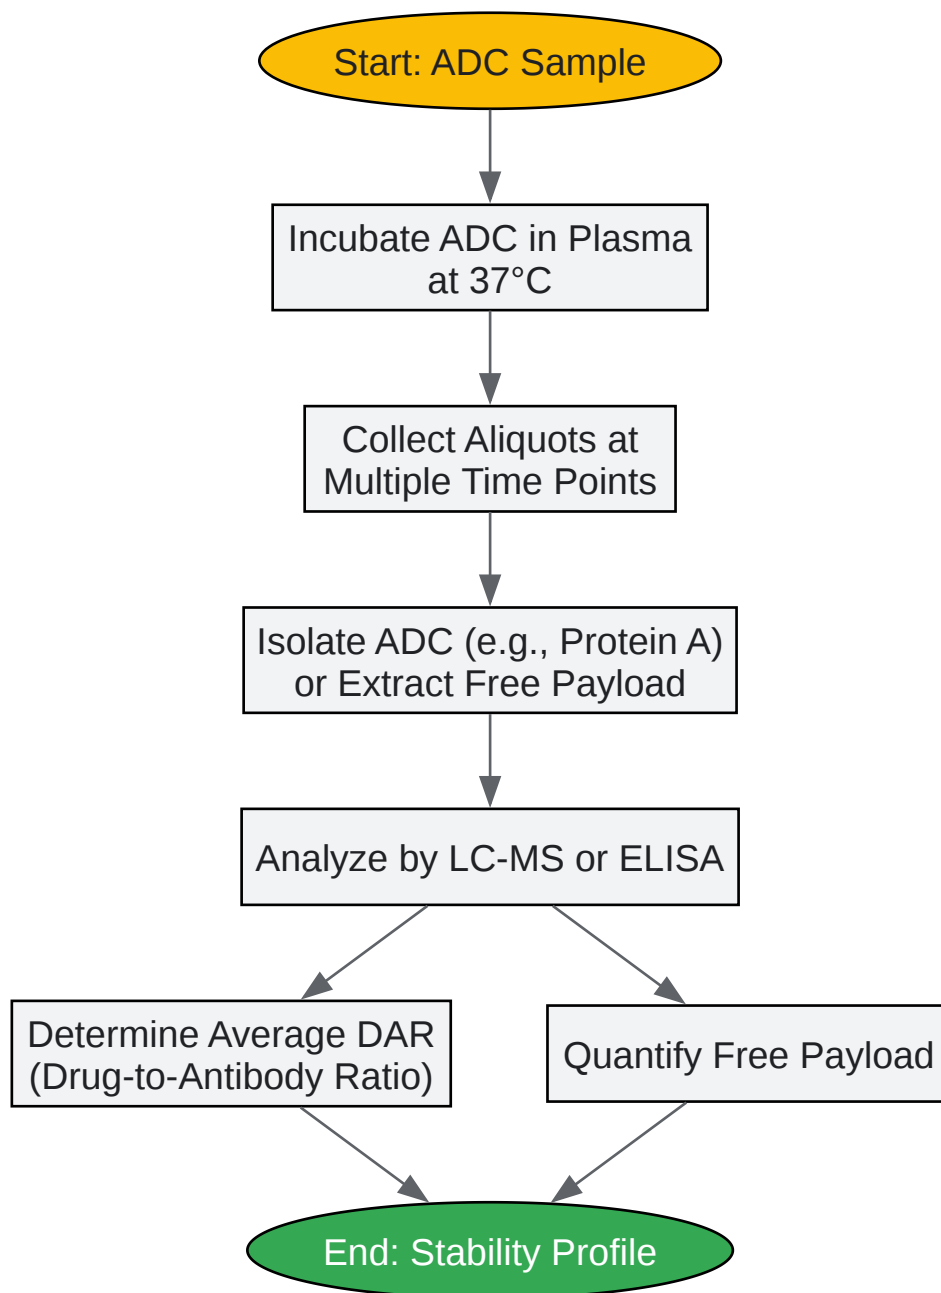 Start: ADC Sample
Incubate ADC in Plasma
at 37°C
Collect Aliquots at
Multiple Time Points
Isolate ADC (e.g., Protein A)
or Extract Free Payload
Analyze by LC-MS or ELISA
Determine Average DAR
(Drug-to-Antibody Ratio)
Quantify Free Payload
End: Stability Profile